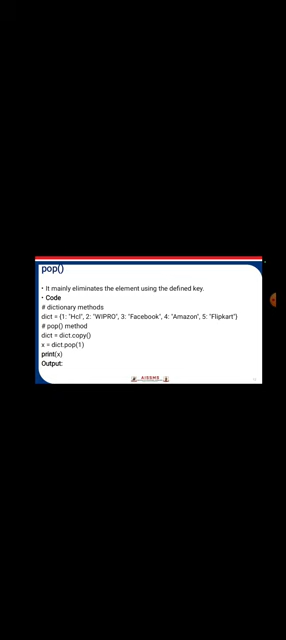 pop()
• It mainly eliminates the element using the defined key.
• Code
# dictionary methods
dict = {1: "Hcl", 2: "WIPRO", 3: "Facebook", 4: "Amazon", 5: "Flipkart"}
# pop() method
dict = dict.copy()
x = dict.pop(1)
print(x)
Output:
AISSMS